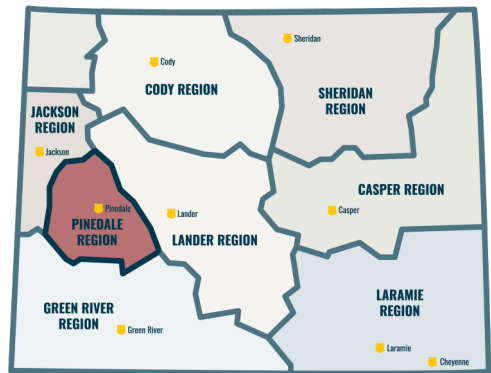 Sheridan
Cody
CODY REGION
SHERIDAN
REGION
JACKSON
REGION
Jackson
CASPER REGION
Pinedale
Lander
Casper
PINEDALE
REGION
LANDER REGION
LARAMIE
REGION
GREEN RIVER
REGION
Green River
Laramie
Cheyenne